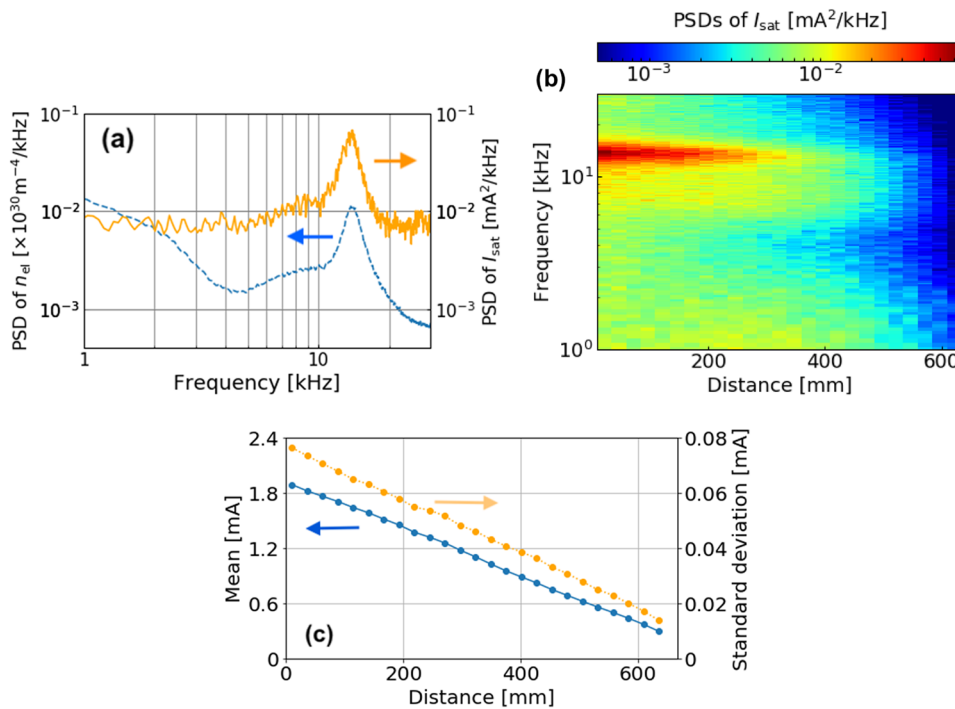 PSDs of I_sat [mA²/kHz]
10⁻³ 10⁻²
(a)
10⁻¹ 10⁻¹
10⁻² 10⁻²
10⁻³ 10⁻³
PSD of n_el [×10³⁰m⁻⁴/kHz]
PSD of I_sat [mA²/kHz]
1 10
Frequency [kHz]
(b)
10¹
10⁰
Frequency [kHz]
200 400 600
Distance [mm]
2.4 0.08
1.8 0.06
1.2 0.04
0.6 0.02
0 0
Mean [mA]
Standard deviation [mA]
(c)
0 200 400 600
Distance [mm]